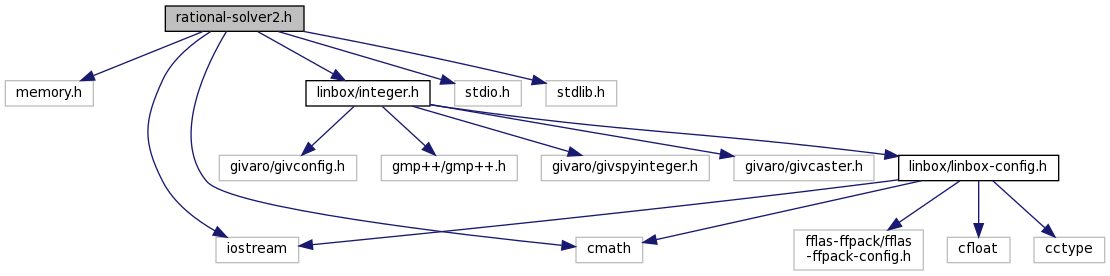 rational-solver2.h
memory.h
linbox/integer.h
stdio.h
stdlib.h
givaro/givconfig.h
gmp++/gmp++.h
givaro/givspyinteger.h
givaro/givcaster.h
linbox/linbox-config.h
iostream
cmath
fflas-ffpack/fflas
-ffpack-config.h
cfloat
cctype